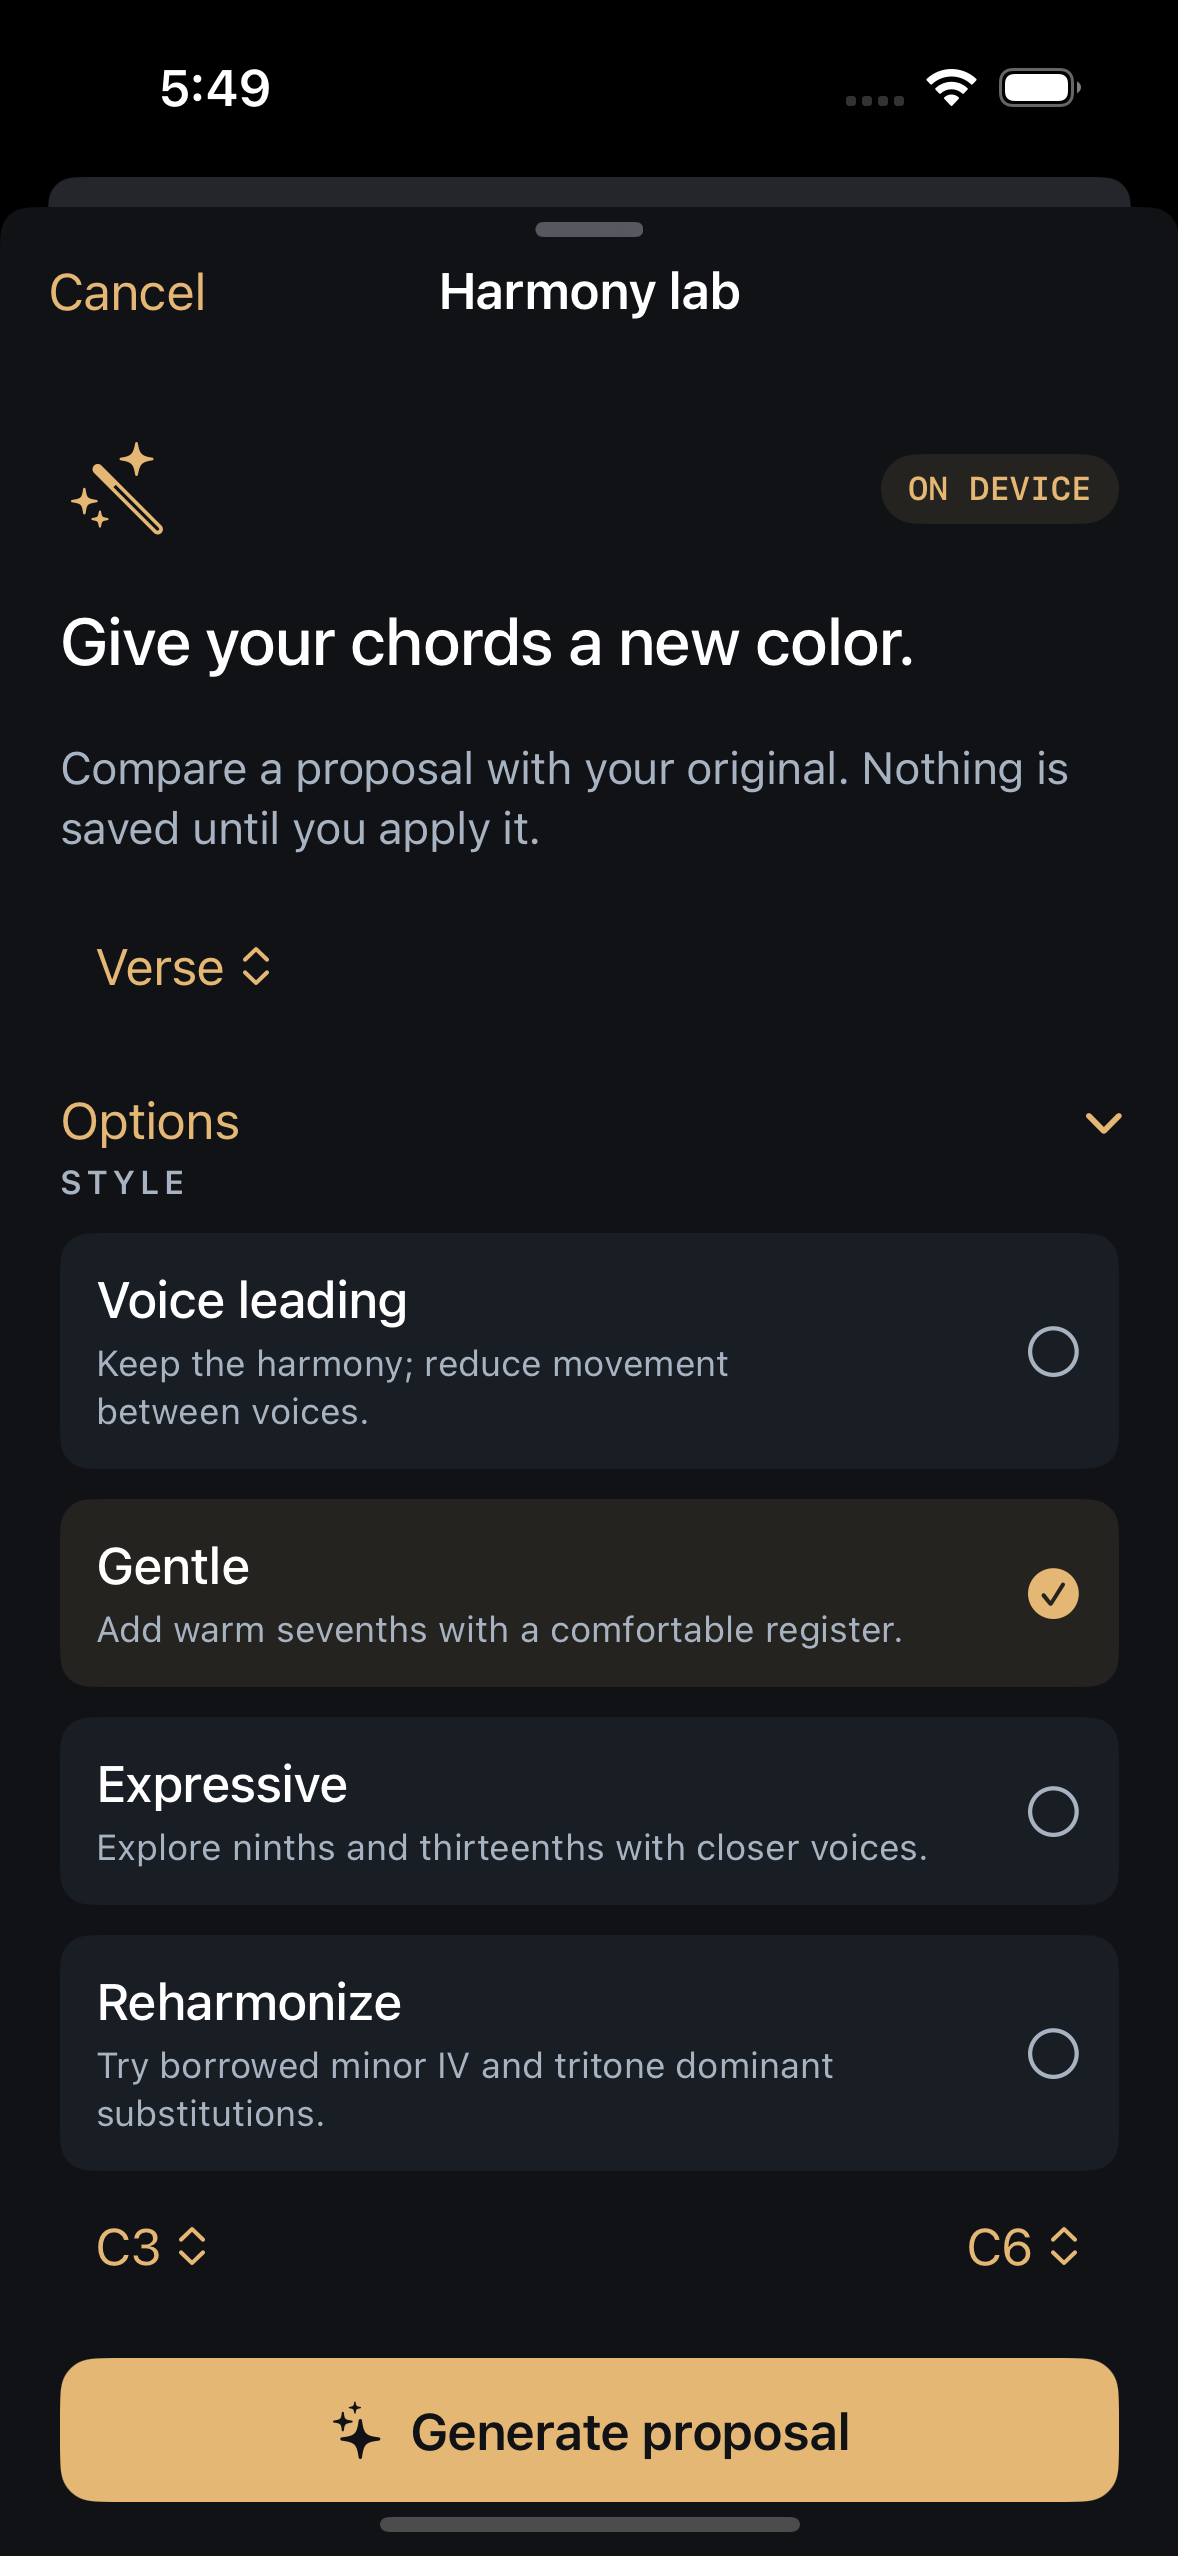 5:49
Cancel
Harmony lab
ON DEVICE
Give your chords a new color.
Compare a proposal with your original. Nothing is
saved until you apply it.
Verse
Options
STYLE
Voice leading
Keep the harmony; reduce movement
between voices.
Gentle
Add warm sevenths with a comfortable register.
Expressive
Explore ninths and thirteenths with closer voices.
Reharmonize
Try borrowed minor IV and tritone dominant
substitutions.
C3
C6
Generate proposal